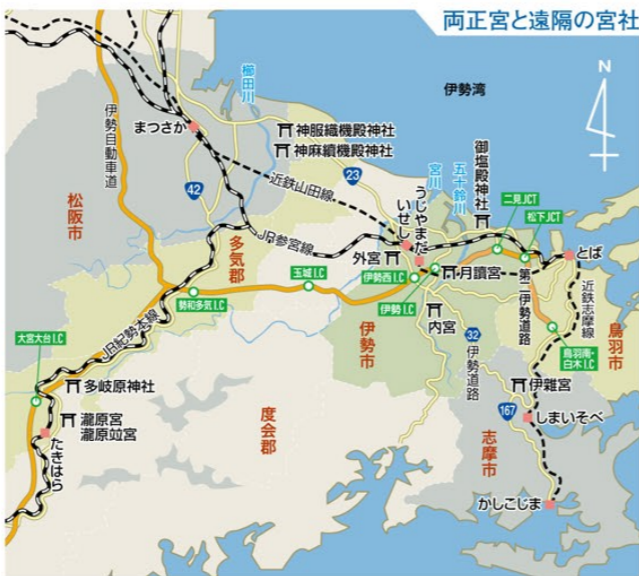 両正宮と遠隔の宮社
N
伊勢湾
櫛田川
まつさか
伊勢自動車道
神服織機殿神社
神麻績機殿神社
御塩殿神社
五十鈴川
宮川
23
42
近鉄山田線
うじやまだ
いせし
二見JCT
松下JCT
松阪市
多気郡
JR参宮線
外宮
とば
玉城I.C
伊勢西I.C
月讀宮
第二伊勢道路
近鉄志摩線
勢和多気I.C
伊勢I.C
内宮
伊勢市
32
伊勢道路
鳥羽市
大宮大台I.C
JR紀勢本線
鳥羽南・
白木I.C
多岐原神社
伊雜宮
167
しまいそべ
瀧原宮
瀧原竝宮
たきはら
度会郡
志摩市
かしこじま